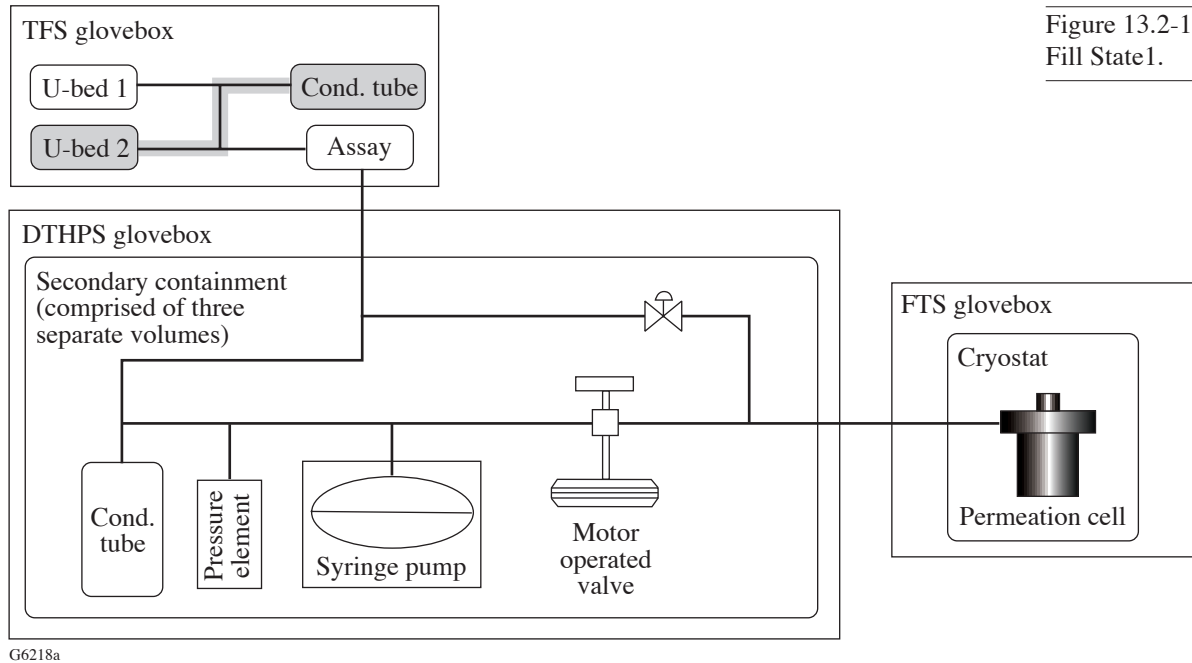 Figure 13.2-1
Fill State1.
TFS glovebox
U-bed 1
Cond. tube
U-bed 2
Assay
DTHPS glovebox
Secondary containment
(comprised of three
separate volumes)
FTS glovebox
Cryostat
Permeation cell
Cond.
tube
Pressure
element
Syringe pump
Motor
operated
valve
G6218a